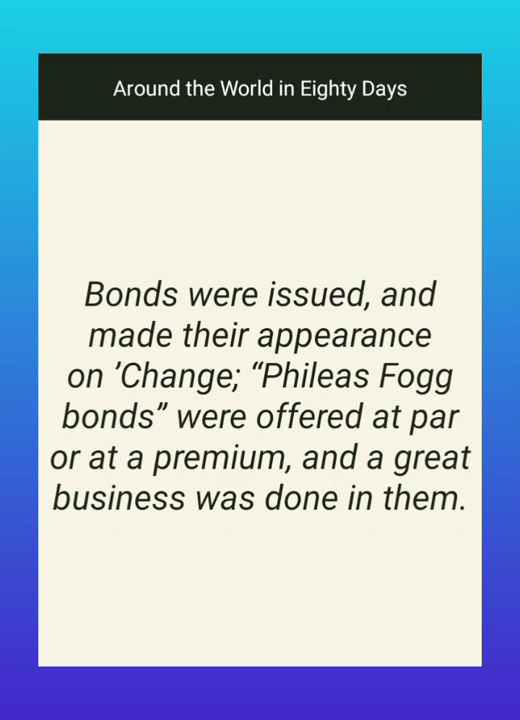 Around the World in Eighty Days
Bonds were issued, and
made their appearance
on ’Change; “Phileas Fogg
bonds” were offered at par
or at a premium, and a great
business was done in them.